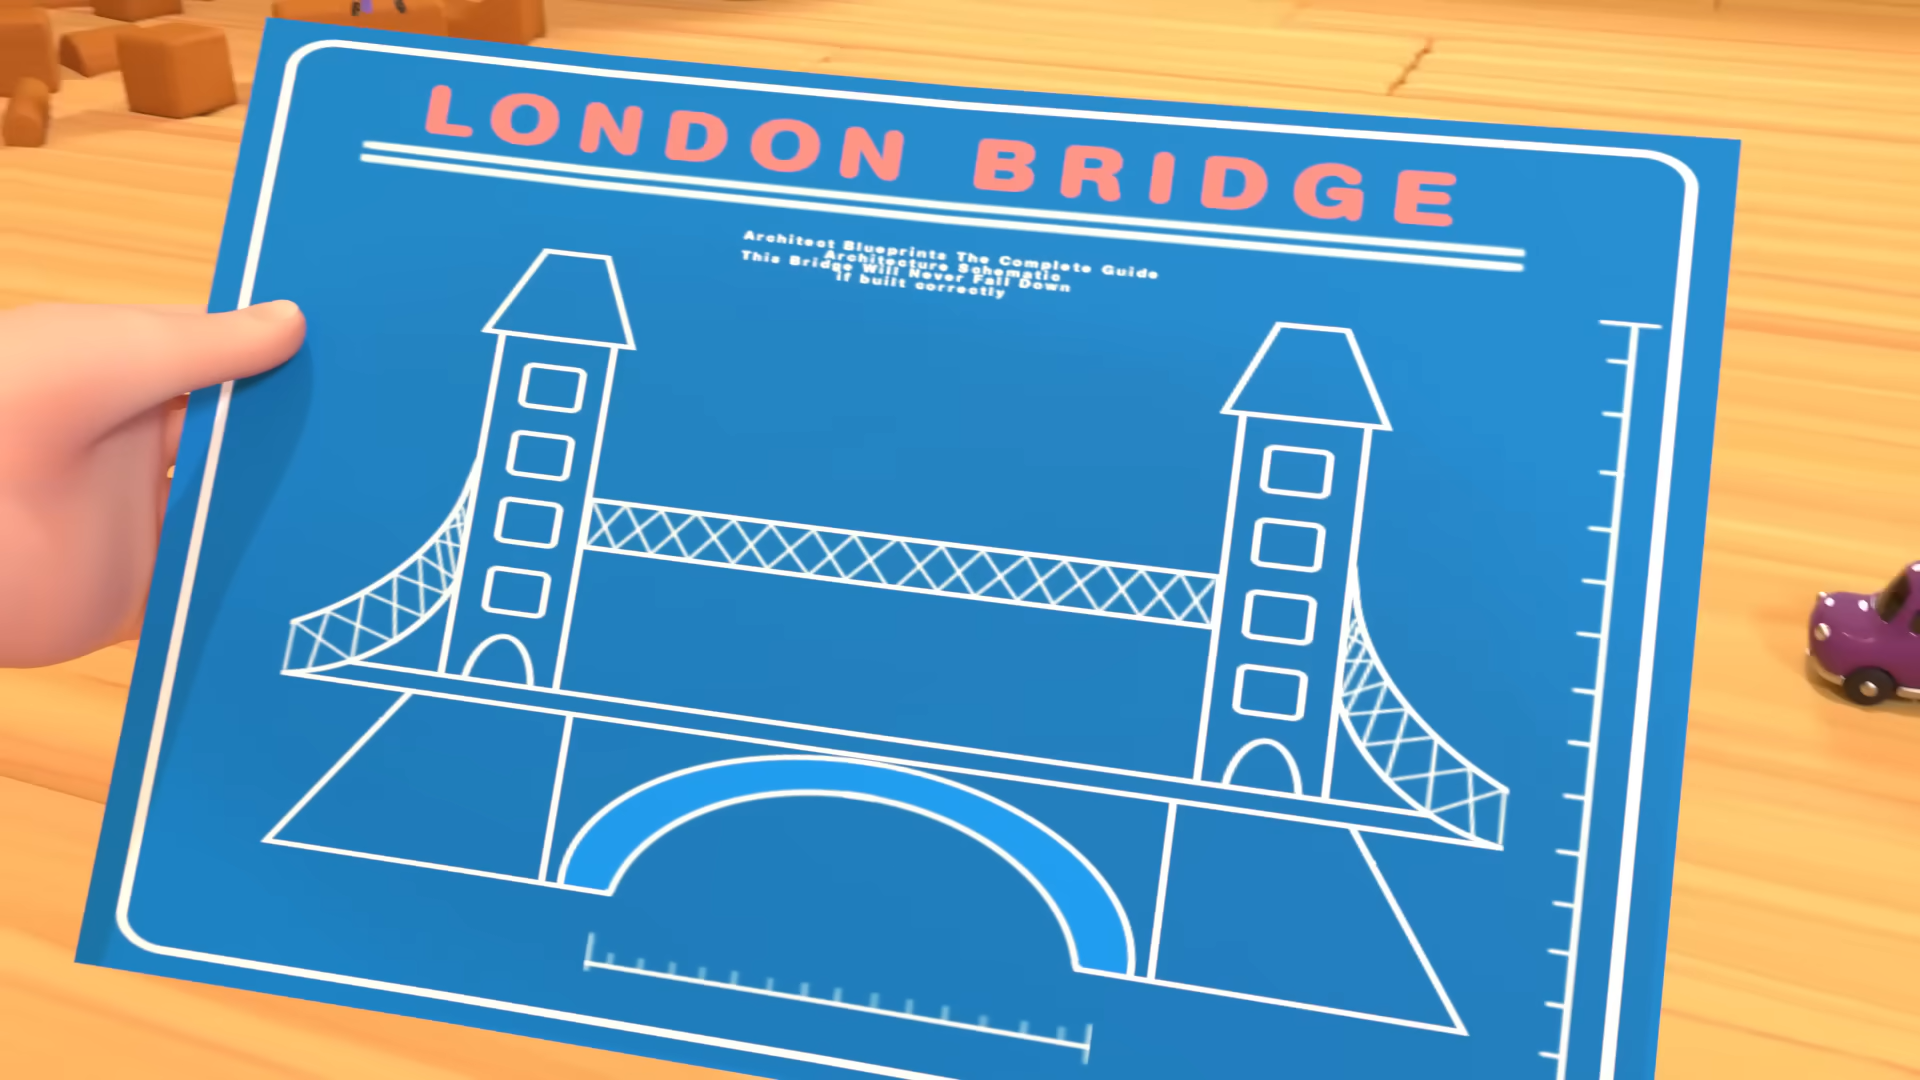 LONDON BRIDGE
Architect Blueprints The Complete Guide
Architecture Schematic
This Bridge Will Never Fall Down
if built correctly